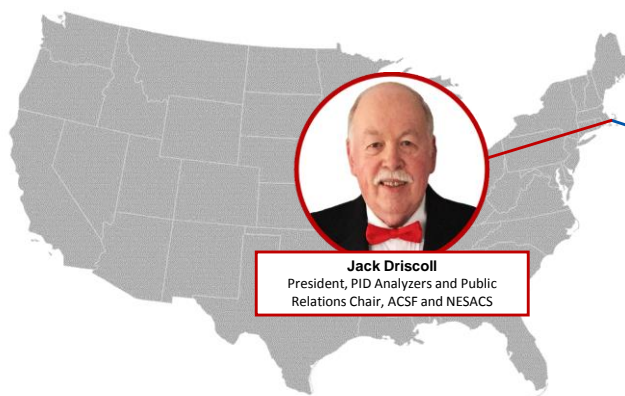 Jack Driscoll
President, PID Analyzers and Public
Relations Chair, ACSF and NESACS